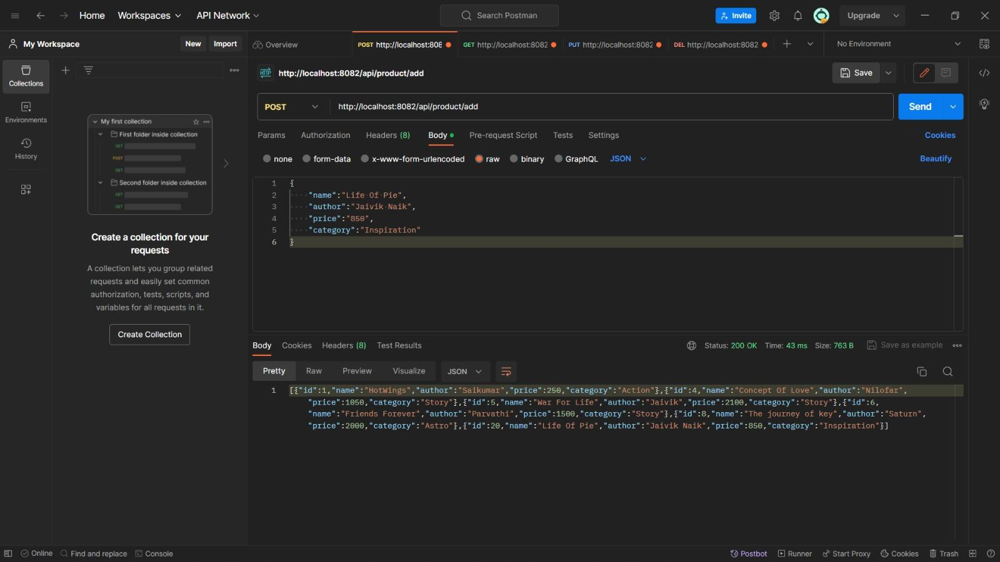 Home
Workspaces
API Network
Search Postman
Invite
Upgrade
My Workspace
New
Import
Overview
POST http://localhost:808
GET http://localhost:8082
PUT http://localhost:8082
DEL http://localhost:8082
No Environment
Collections
Environments
History
My first collection
First folder inside collection
GET
POST
GET
Second folder inside collection
GET
GET
Create a collection for your
requests
A collection lets you group related
requests and easily set common
authorization, tests, scripts, and
variables for all requests in it.
Create Collection
HTTP http://localhost:8082/api/product/add
Save
POST
http://localhost:8082/api/product/add
Send
Params
Authorization
Headers (8)
Body
Pre-request Script
Tests
Settings
Cookies
none
form-data
x-www-form-urlencoded
raw
binary
GraphQL
JSON
Beautify
1 {
2 "name":"Life Of Pie",
3 "author":"Jaivik Naik",
4 "price":"850",
5 "category":"Inspiration"
6 }
Body
Cookies
Headers (8)
Test Results
Status: 200 OK
Time: 43 ms
Size: 763 B
Save as example
Pretty
Raw
Preview
Visualize
JSON
1 [{"id":1,"name":"HotWings","author":"Saikumar","price":250,"category":"Action"},{"id":4,"name":"Concept Of Love","author":"Nilofar",
"price":1050,"category":"Story"},{"id":5,"name":"War For Life","author":"Jaivik","price":2100,"category":"Story"},{"id":6,
"name":"Friends Forever","author":"Parvathi","price":1500,"category":"Story"},{"id":8,"name":"The journey of key","author":"Saturn",
"price":2000,"category":"Astro"},{"id":20,"name":"Life Of Pie","author":"Jaivik Naik","price":850,"category":"Inspiration"}]
Online
Find and replace
Console
Postbot
Runner
Start Proxy
Cookies
Trash